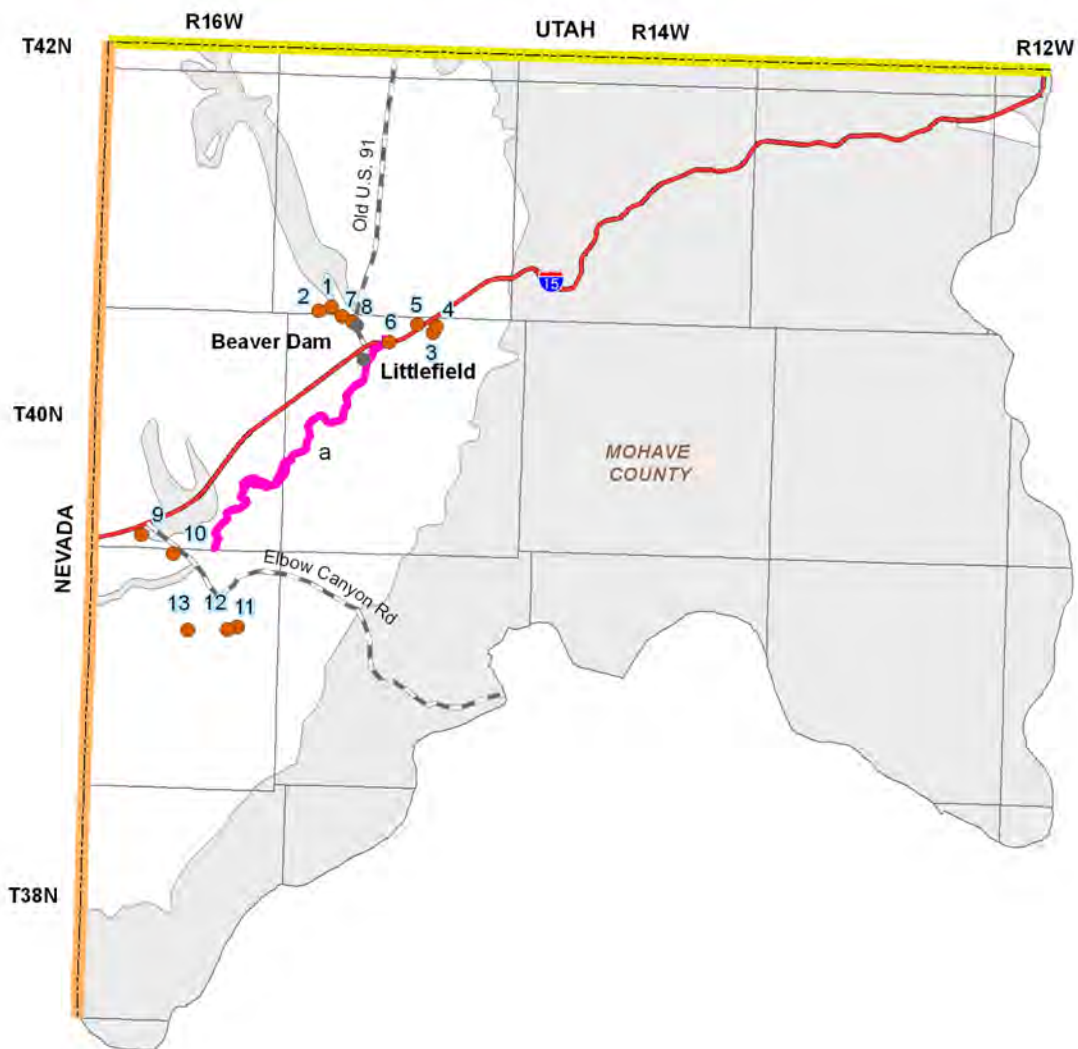 R16W
UTAH
R14W
T42N
R12W
Old U.S. 91
15
1
2
7
8
5
4
6
3
Beaver Dam
Littlefield
T40N
a
MOHAVE
COUNTY
NEVADA
9
10
Elbow Canyon Rd
13
12
11
T38N